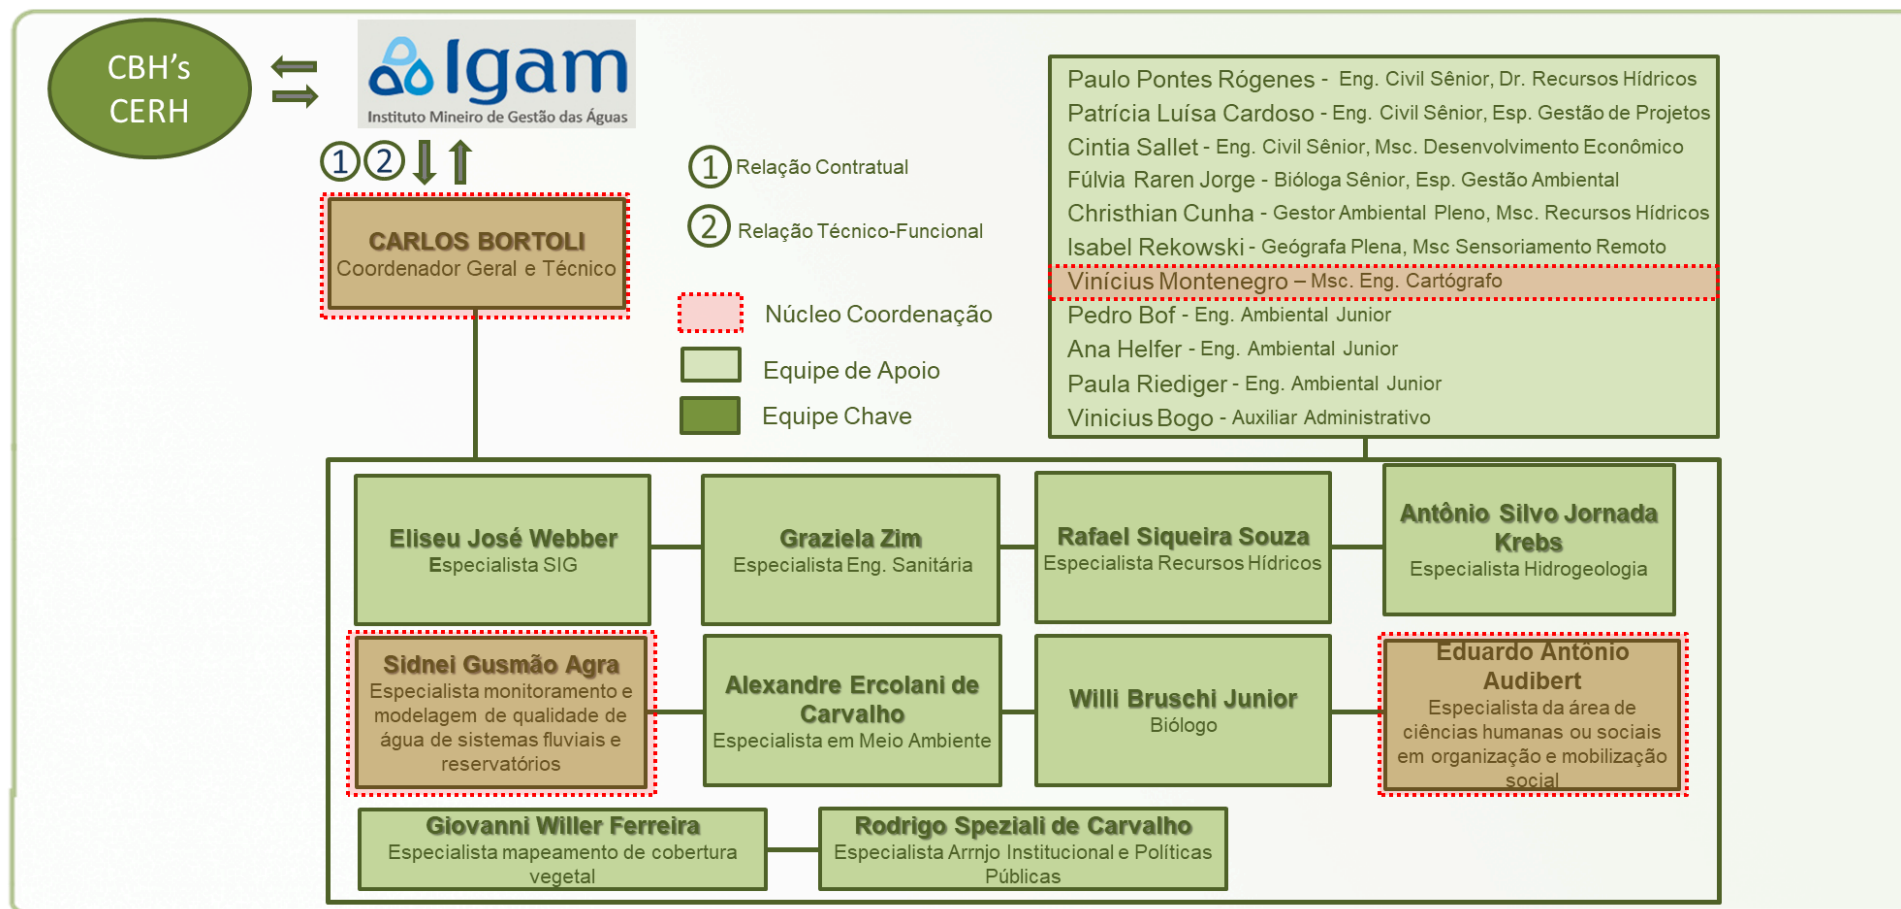 CBH's
CERH
Igam
Instituto Mineiro de Gestão das Águas
1 2
CARLOS BORTOLI
Coordenador Geral e Técnico
1 Relação Contratual
2 Relação Técnico-Funcional
Núcleo Coordenação
Equipe de Apoio
Equipe Chave
Paulo Pontes Rógenes - Eng. Civil Sênior, Dr. Recursos Hídricos
Patrícia Luísa Cardoso - Eng. Civil Sênior, Esp. Gestão de Projetos
Cintia Sallet - Eng. Civil Sênior, Msc. Desenvolvimento Econômico
Fúlvia Raren Jorge - Bióloga Sênior, Esp. Gestão Ambiental
Christhian Cunha - Gestor Ambiental Pleno, Msc. Recursos Hídricos
Isabel Rekowski - Geógrafa Plena, Msc Sensoriamento Remoto
Vinícius Montenegro – Msc. Eng. Cartógrafo
Pedro Bof - Eng. Ambiental Junior
Ana Helfer - Eng. Ambiental Junior
Paula Riediger - Eng. Ambiental Junior
Vinicius Bogo - Auxiliar Administrativo
Eliseu José Webber
Especialista SIG
Graziela Zim
Especialista Eng. Sanitária
Rafael Siqueira Souza
Especialista Recursos Hídricos
Antônio Silvo Jornada
Krebs
Especialista Hidrogeologia
Sidnei Gusmão Agra
Especialista monitoramento e
modelagem de qualidade de
água de sistemas fluviais e
reservatórios
Alexandre Ercolani de
Carvalho
Especialista em Meio Ambiente
Willi Bruschi Junior
Biólogo
Eduardo Antônio
Audibert
Especialista da área de
ciências humanas ou sociais
em organização e mobilização
social
Giovanni Willer Ferreira
Especialista mapeamento de cobertura
vegetal
Rodrigo Speziali de Carvalho
Especialista Arrnjo Institucional e Políticas
Públicas